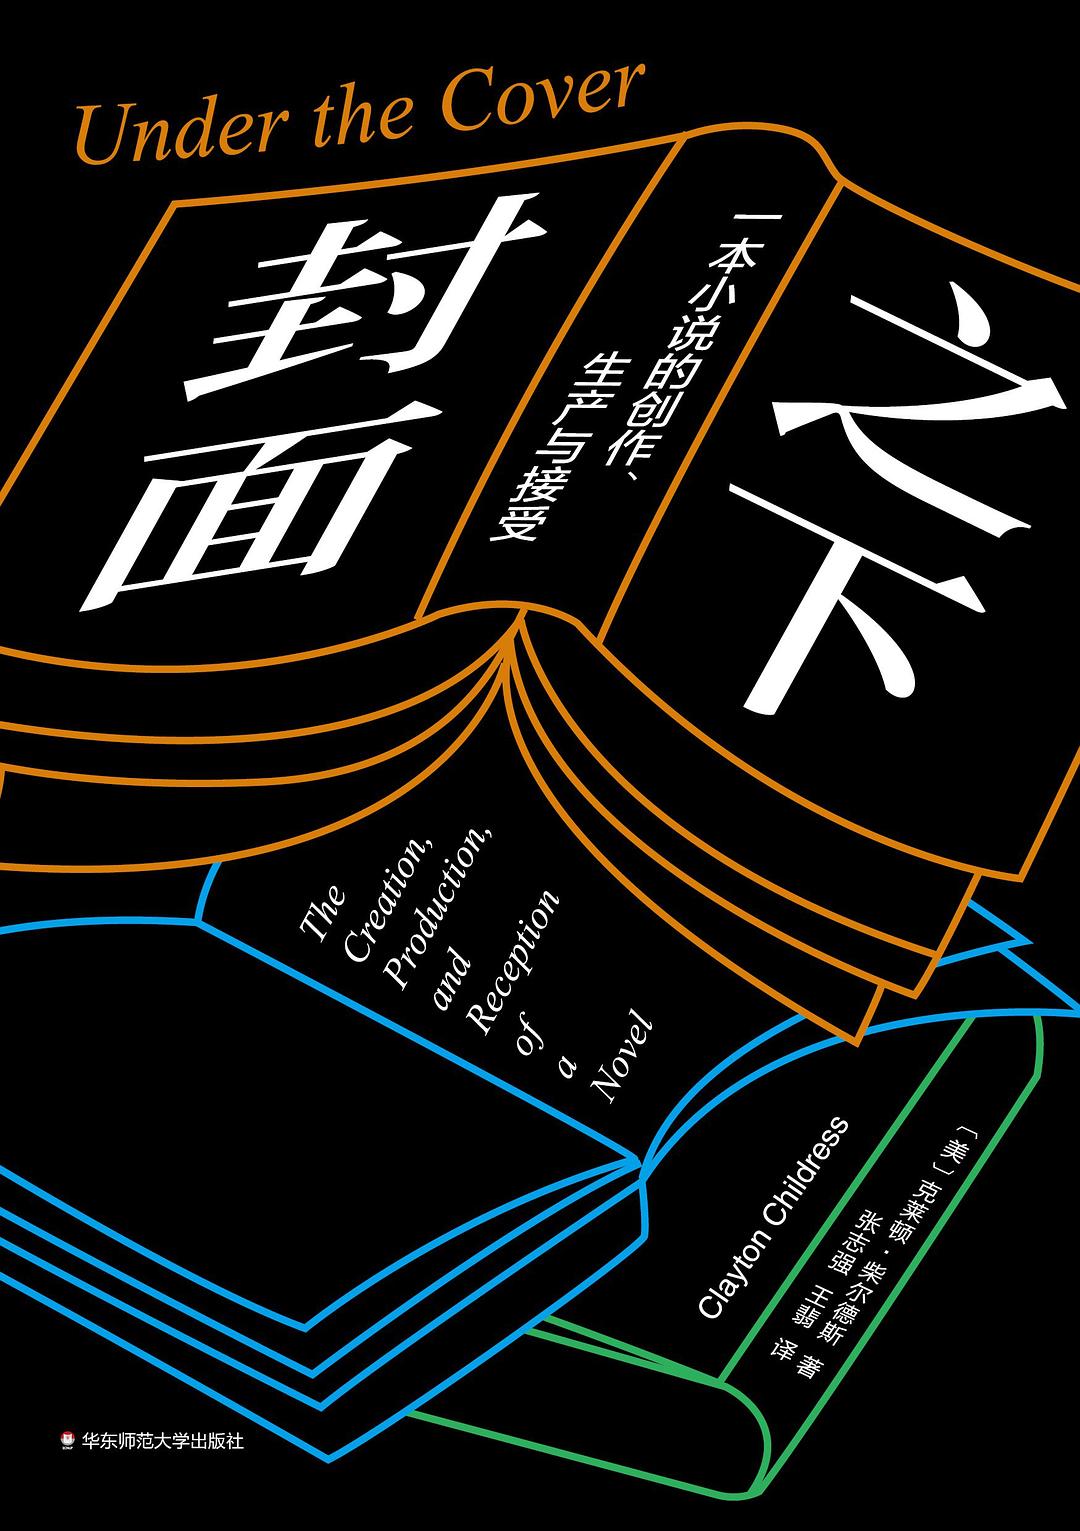 Under the Cover
封面
之下
一本小说的创作、
生产与接受
The
Creation,
Production,
and
Reception
of
a
Novel
Clayton Childress
〔美〕克莱顿·柴尔德斯 著
张志强 王翡 译
华东师范大学出版社